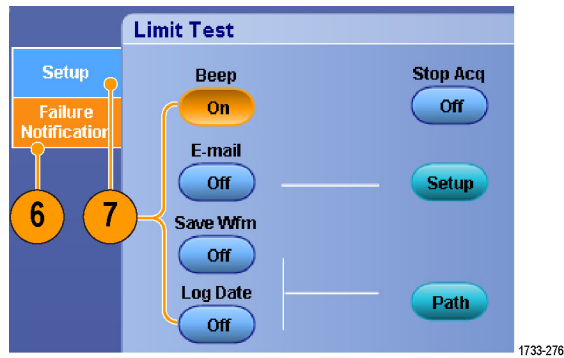 Limit Test
Setup
Failure
Notification
6
7
Beep
On
Stop Acq
Off
E-mail
Off
Setup
Save Wfm
Off
Log Date
Off
Path
1733-276